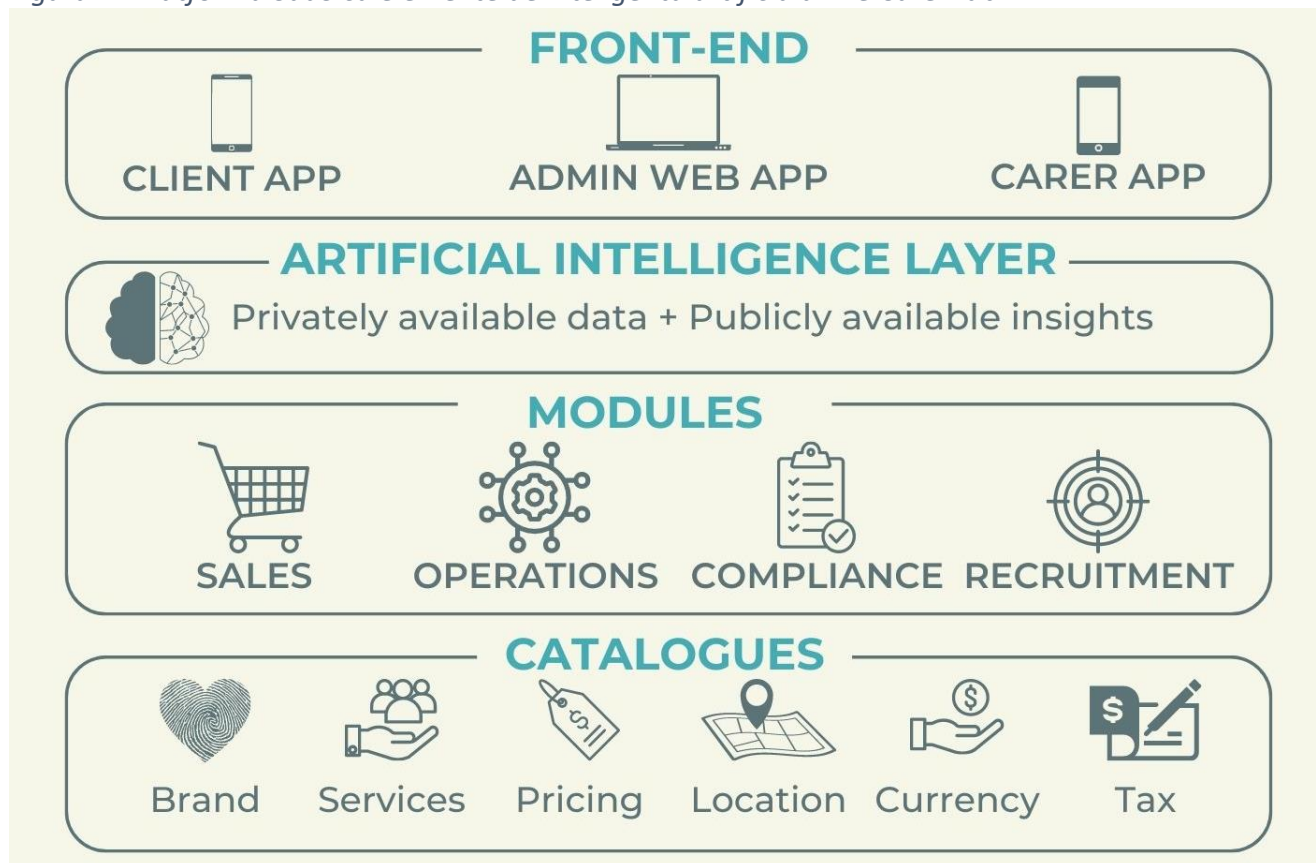 FRONT-END
CLIENT APP ADMIN WEB APP CARER APP
ARTIFICIAL INTELLIGENCE LAYER
Privately available data + Publicly available insights
MODULES
SALES OPERATIONS COMPLIANCE RECRUITMENT
CATALOGUES
$ $ $
Brand Services Pricing Location Currency Tax